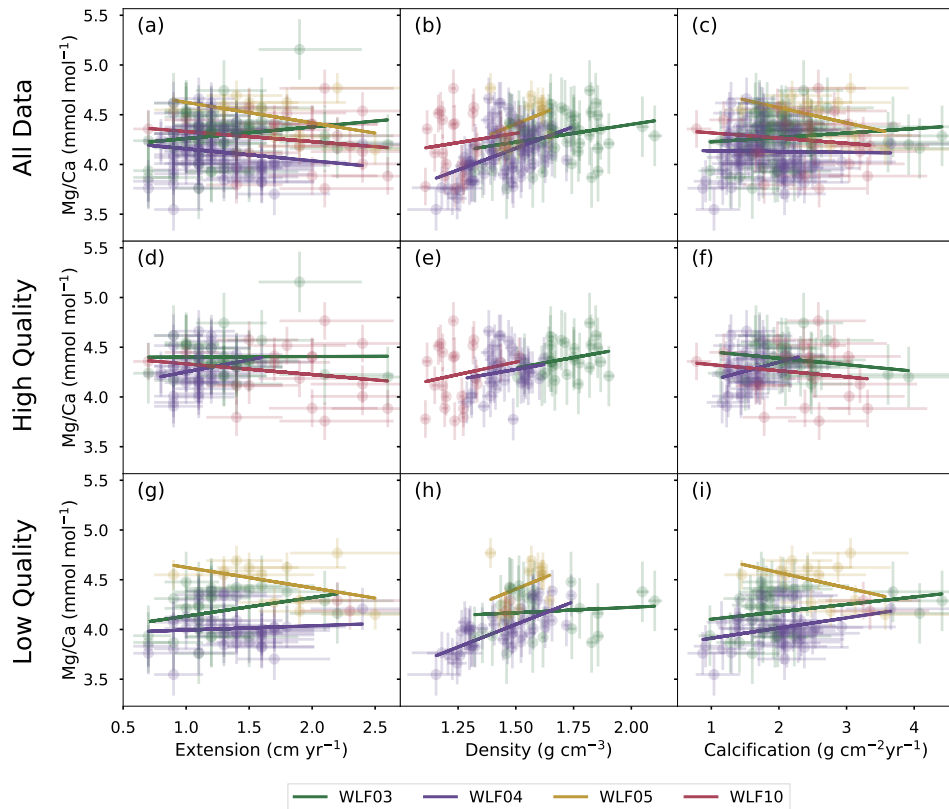 (a) (b) (c)
5.5
5.0
4.5
4.0
3.5
All Data
Mg/Ca (mmol mol⁻¹)
(d) (e) (f)
5.5
5.0
4.5
4.0
3.5
High Quality
Mg/Ca (mmol mol⁻¹)
(g) (h) (i)
5.5
5.0
4.5
4.0
3.5
Low Quality
Mg/Ca (mmol mol⁻¹)
0.5 1.0 1.5 2.0 2.5 1.25 1.50 1.75 2.00 1 2 3 4
Extension (cm yr⁻¹) Density (g cm⁻³) Calcification (g cm⁻²yr⁻¹)
WLF03 WLF04 WLF05 WLF10